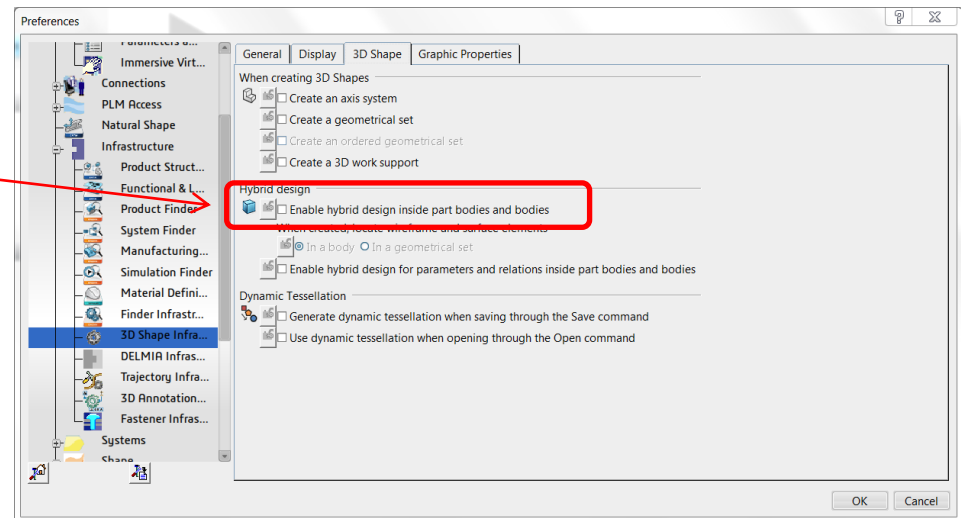 Preferences
Parameters a...
Immersive Virt...
Connections
PLM Access
Natural Shape
Infrastructure
Product Struct...
Functional & L...
Product Finder
System Finder
Manufacturing...
Simulation Finder
Material Defini...
Finder Infrastr...
3D Shape Infra...
DELMIA Infras...
Trajectory Infra...
3D Annotation...
Fastener Infras...
Systems
Shape
General Display 3D Shape Graphic Properties
When creating 3D Shapes
Create an axis system
Create a geometrical set
Create an ordered geometrical set
Create a 3D work support
Hybrid design
Enable hybrid design inside part bodies and bodies
When created, locate wireframe and surface elements
In a body In a geometrical set
Enable hybrid design for parameters and relations inside part bodies and bodies
Dynamic Tessellation
Generate dynamic tessellation when saving through the Save command
Use dynamic tessellation when opening through the Open command
OK Cancel